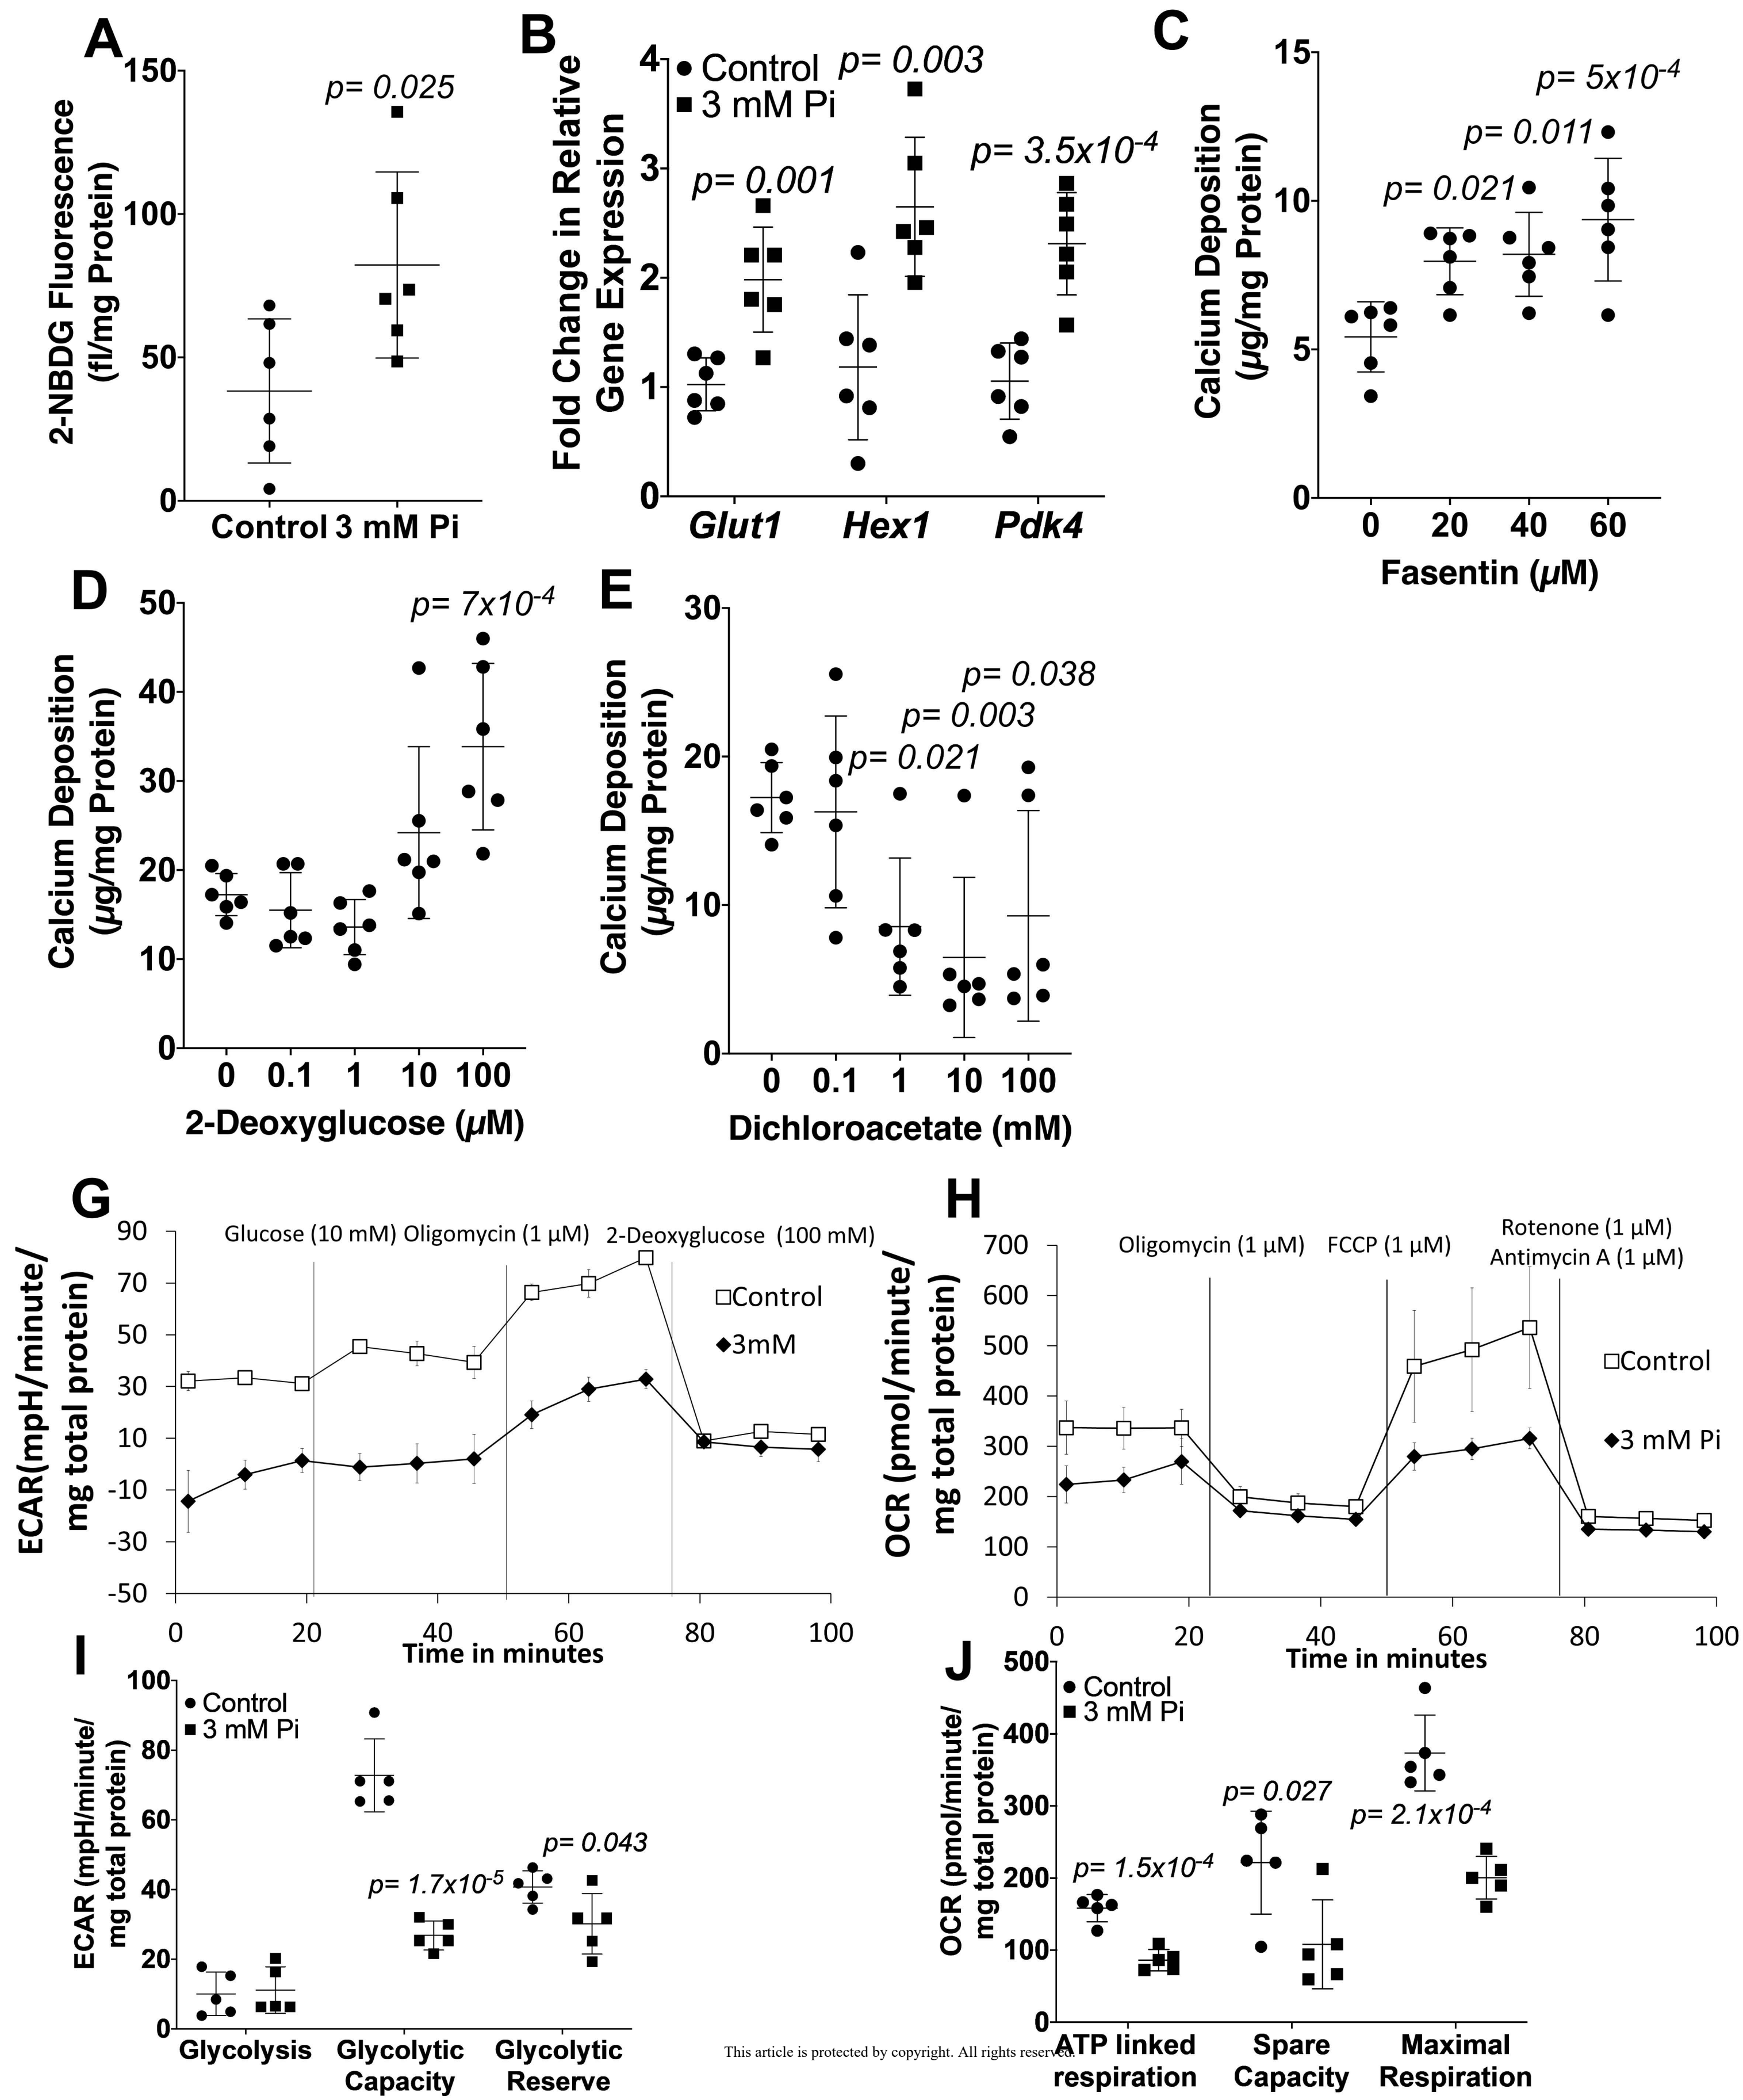 A
2-NBDG Fluorescence
(fl/mg Protein)
150
100
50
0
p= 0.025
Control 3 mM Pi
B
Fold Change in Relative
Gene Expression
4
3
2
1
0
Control
3 mM Pi
p= 0.001
p= 0.003
p= 3.5x10-4
Glut1 Hex1 Pdk4
C
Calcium Deposition
(µg/mg Protein)
15
10
5
0
p= 0.021
p= 0.011
p= 5x10-4
0 20 40 60
Fasentin (µM)
D
Calcium Deposition
(µg/mg Protein)
50
40
30
20
10
0
p= 7x10-4
0 0.1 1 10 100
2-Deoxyglucose (µM)
E
Calcium Deposition
(µg/mg Protein)
30
20
10
0
p= 0.038
p= 0.003
p= 0.021
0 0.1 1 10 100
Dichloroacetate (mM)
G
ECAR(mpH/minute/
mg total protein)
90
70
50
30
10
-10
-30
-50
Glucose (10 mM) Oligomycin (1 µM) 2-Deoxyglucose (100 mM)
Control
3mM
0 20 40 60 80 100
Time in minutes
H
OCR (pmol/minute/
mg total protein)
700
600
500
400
300
200
100
0
Oligomycin (1 µM) FCCP (1 µM)
Rotenone (1 µM)
Antimycin A (1 µM)
Control
3 mM Pi
0 20 40 60 80 100
Time in minutes
I
ECAR (mpH/minute/
mg total protein)
100
80
60
40
20
0
Control
3 mM Pi
p= 1.7x10-5
p= 0.043
Glycolysis
Glycolytic
Capacity
Glycolytic
Reserve
J
OCR (pmol/minute/
mg total protein)
500
400
300
200
100
0
Control
3 mM Pi
p= 1.5x10-4
p= 0.027
p= 2.1x10-4
ATP linked
respiration
Spare
Capacity
Maximal
Respiration
This article is protected by copyright. All rights reserved.